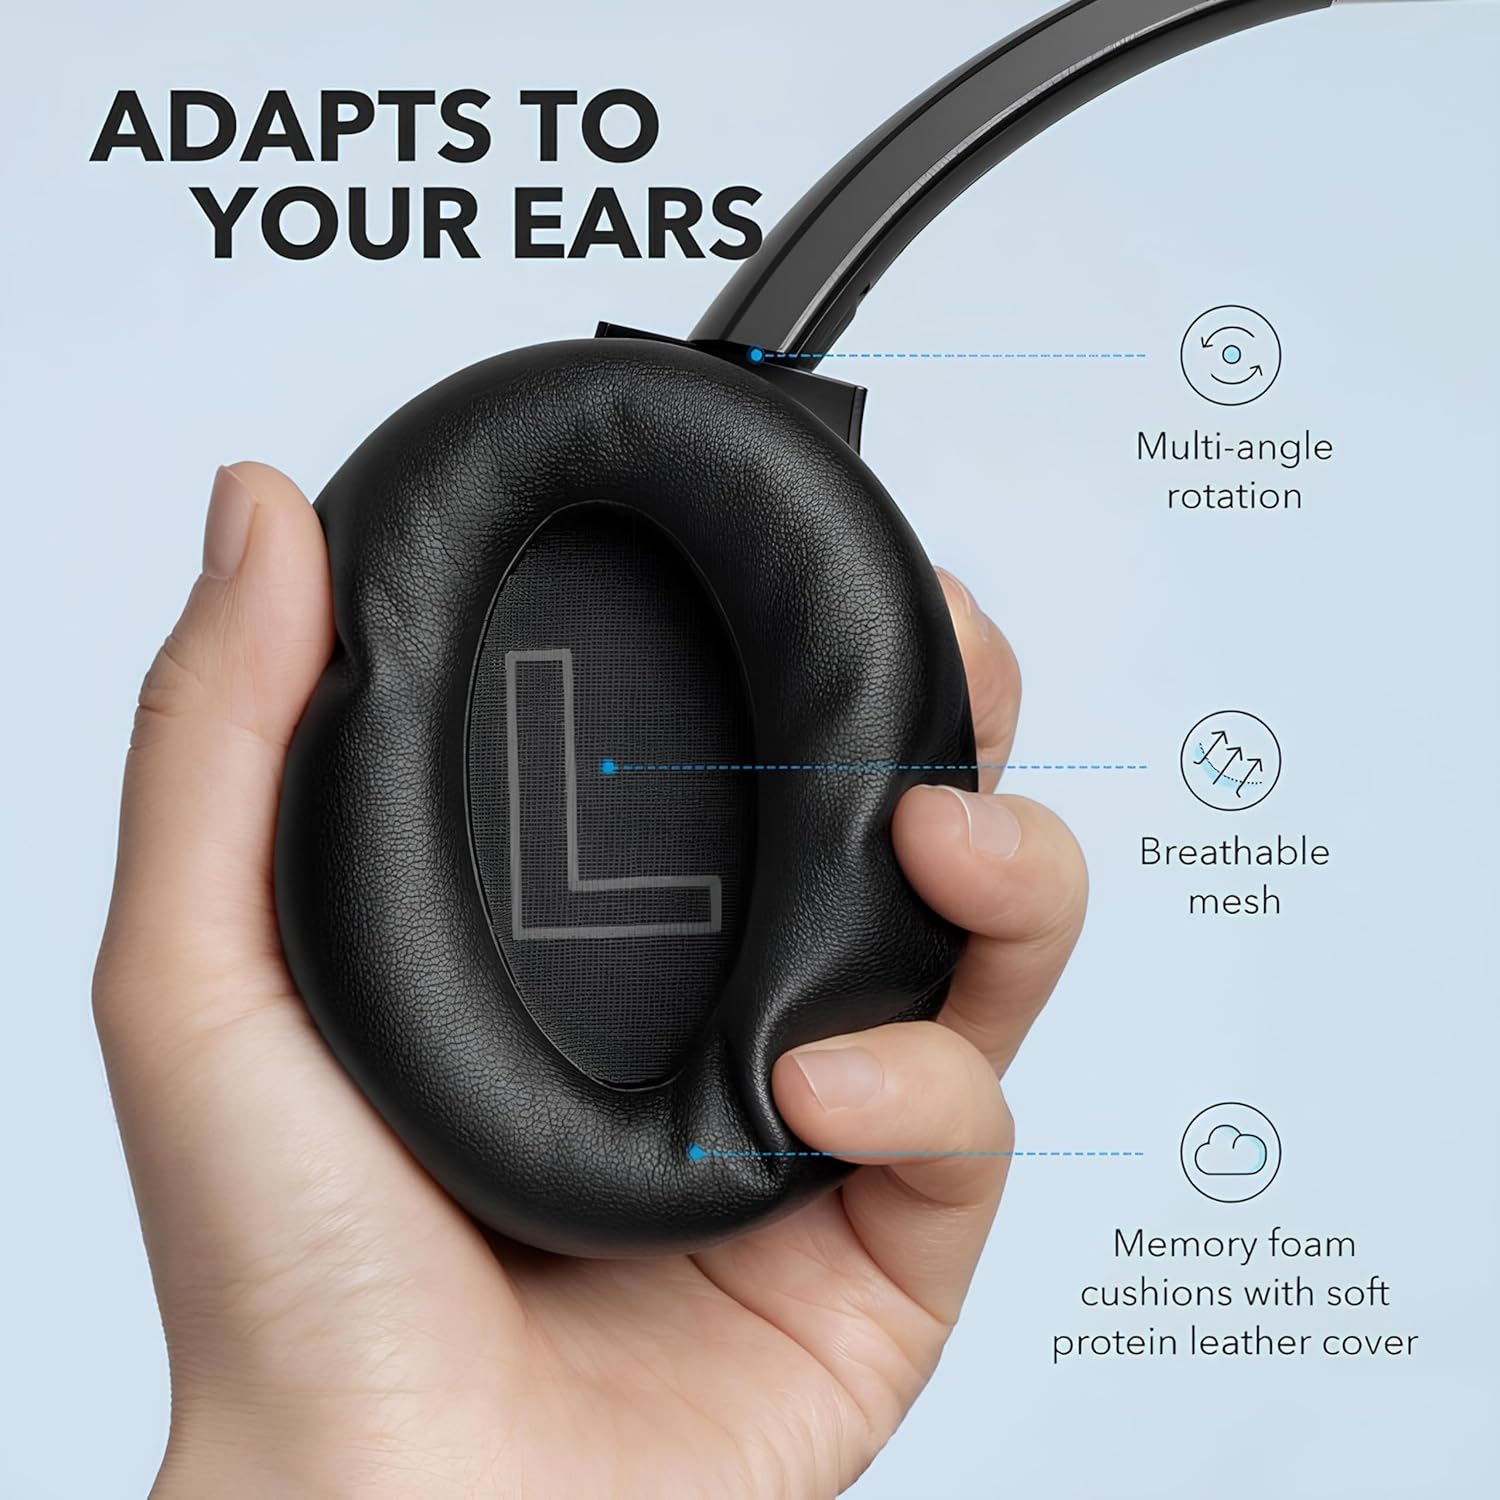 ADAPTS TO
YOUR EARS
Multi-angle
rotation
L
Breathable
mesh
Memory foam
cushions with soft
protein leather cover